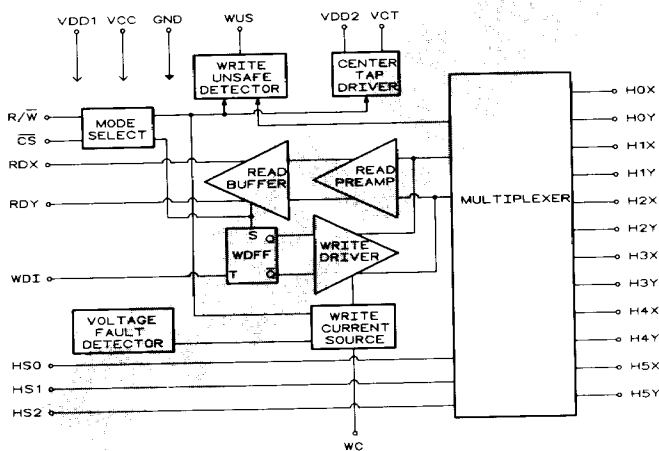 VDD1 VCC GND WUS VDD2 VCT
WRITE
UNSAFE
DETECTOR
CENTER
TAP
DRIVER
R/W̅
C̅S̅
MODE
SELECT
RDX
RDY
READ
BUFFER
READ
PREAMP
MULTIPLEXER
S
Q
WDFF
T
Q̅
WRITE
DRIVER
WDI
VOLTAGE
FAULT
DETECTOR
WRITE
CURRENT
SOURCE
HS0
HS1
HS2
WC
H0X
H0Y
H1X
H1Y
H2X
H2Y
H3X
H3Y
H4X
H4Y
H5X
H5Y